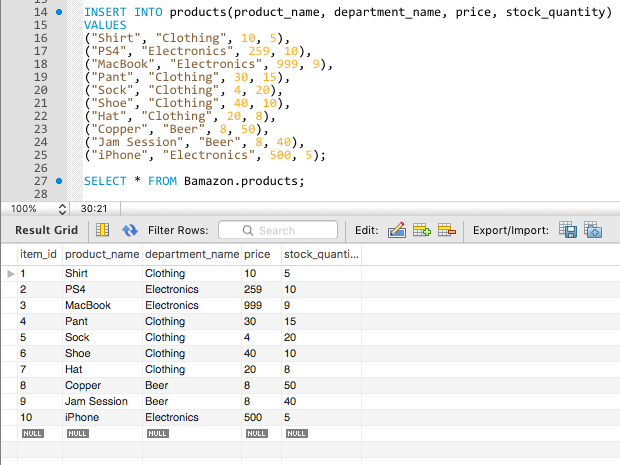 14 INSERT INTO products(product_name, department_name, price, stock_quantity)
15 VALUES
16 ("Shirt", "Clothing", 10, 5),
17 ("PS4", "Electronics", 259, 10),
18 ("MacBook", "Electronics", 999, 9),
19 ("Pant", "Clothing", 30, 15),
20 ("Sock", "Clothing", 4, 20),
21 ("Shoe", "Clothing", 40, 10),
22 ("Hat", "Clothing", 20, 8),
23 ("Copper", "Beer", 8, 50),
24 ("Jam Session", "Beer", 8, 40),
25 ("iPhone", "Electronics", 500, 5);
26
27 SELECT * FROM Bamazon.products;
28
100% 30:21
Result Grid Filter Rows: Search Edit: Export/Import:
item_id product_name department_name price stock_quanti...
1 Shirt Clothing 10 5
2 PS4 Electronics 259 10
3 MacBook Electronics 999 9
4 Pant Clothing 30 15
5 Sock Clothing 4 20
6 Shoe Clothing 40 10
7 Hat Clothing 20 8
8 Copper Beer 8 50
9 Jam Session Beer 8 40
10 iPhone Electronics 500 5
NULL NULL NULL NULL NULL